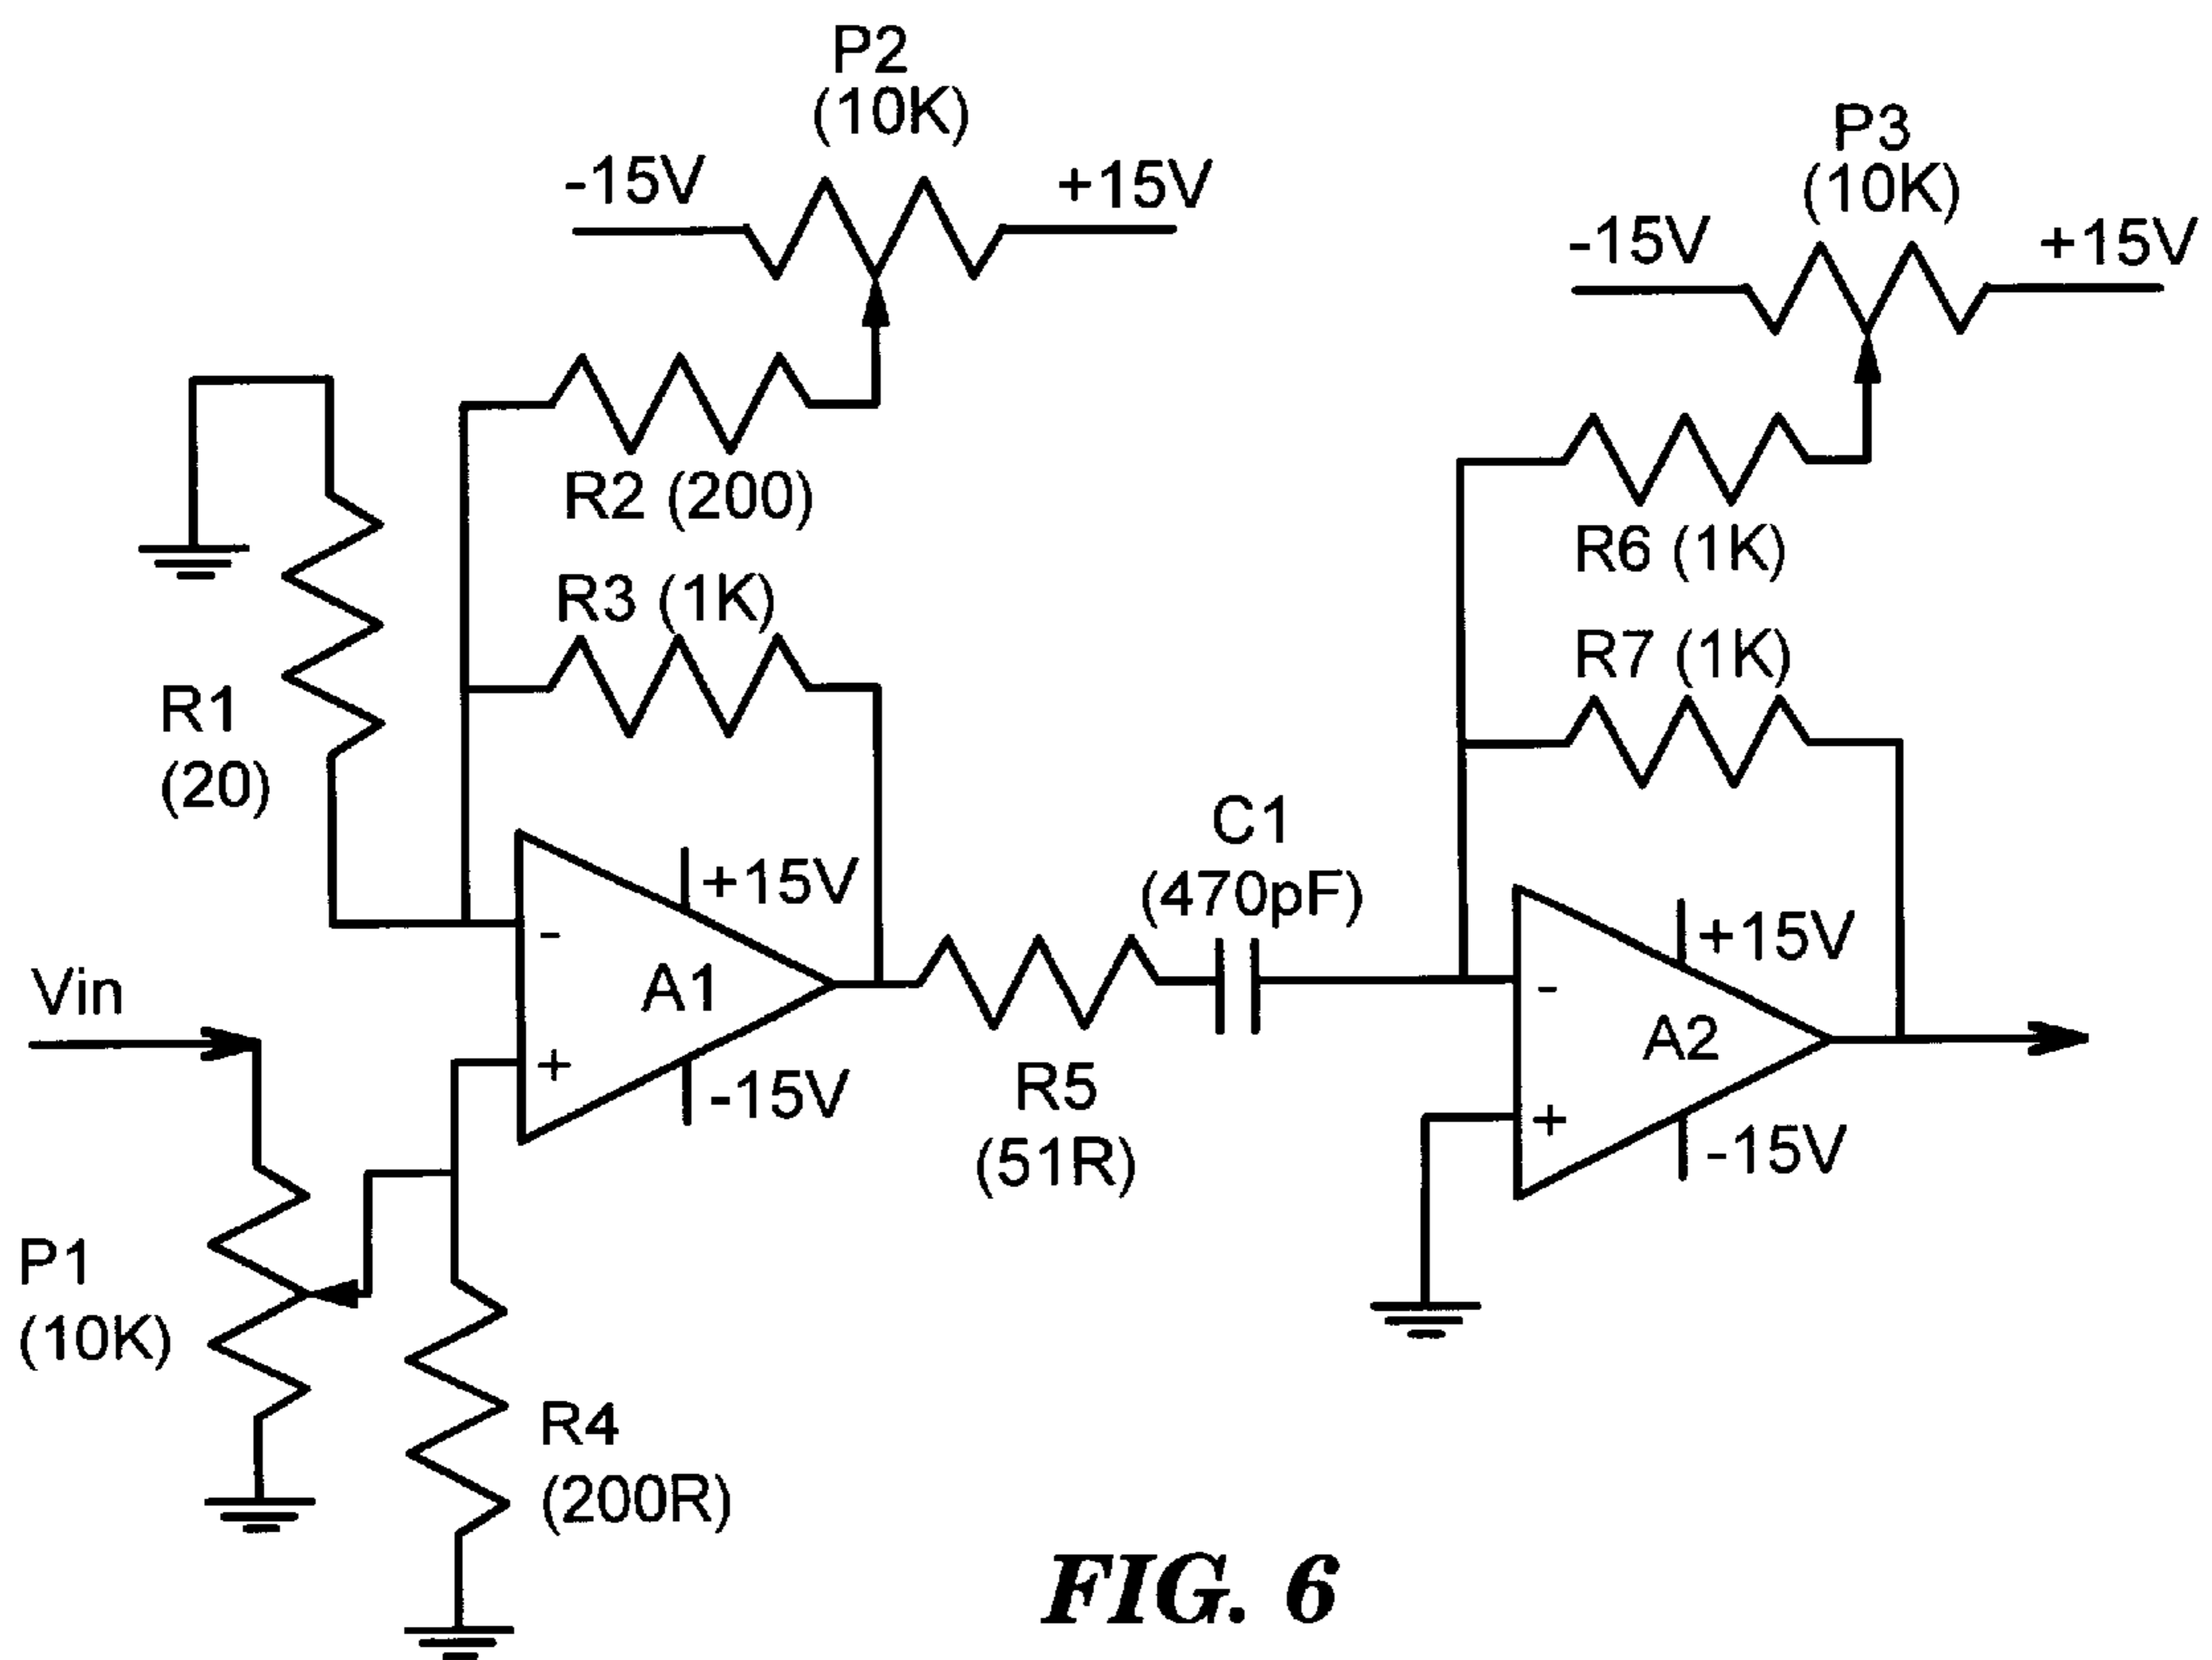 P2
(10K)
-15V
+15V
P3
(10K)
-15V
+15V
R2 (200)
R6 (1K)
R3 (1K)
R7 (1K)
R1
(20)
C1
(470pF)
+15V
-
A1
+
-15V
+15V
-
A2
+
-15V
Vin
R5
(51R)
P1
(10K)
R4
(200R)
FIG. 6